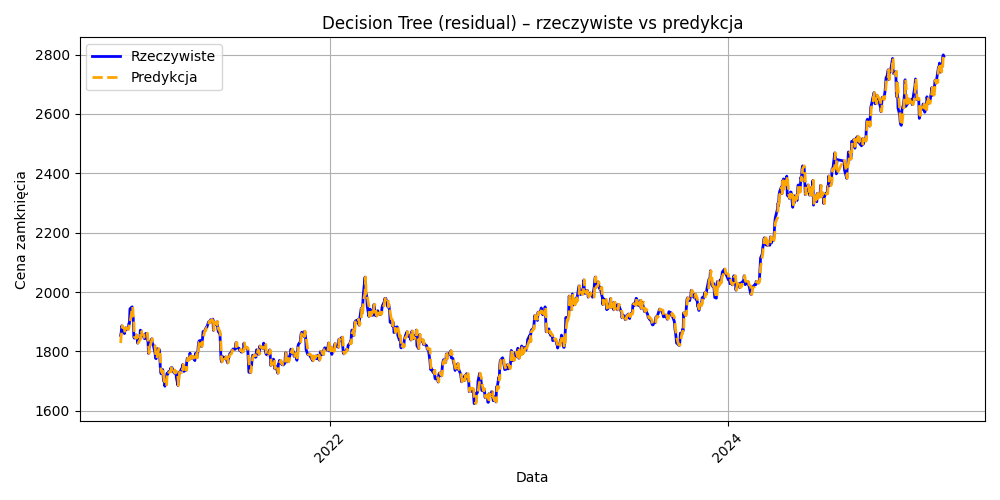 Decision Tree (residual) – rzeczywiste vs predykcja
Rzeczywiste
Predykcja
2800
2600
2400
2200
2000
1800
1600
Cena zamknięcia
2022
2024
Data